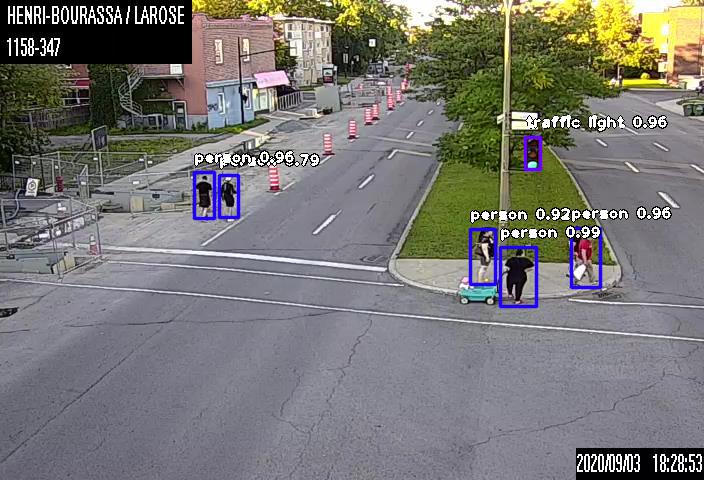 HENRI-BOURASSA / LAROSE
1158-347
traffic light 0.96
person 0.96
.79
person 0.92
person 0.96
person 0.99
2020/09/03 18:28:53